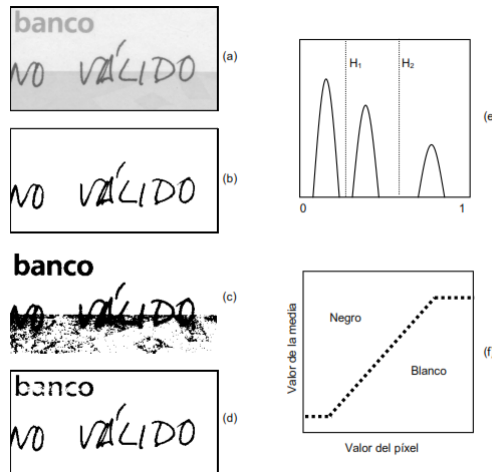 banco
NO VÁLIDO
(a)
NO VÁLIDO
(b)
banco
NO VÁLIDO
(c)
banco
NO VÁLIDO
(d)
H₁
H₂
(e)
0
1
Valor de la media
Negro
Blanco
(f)
Valor del píxel